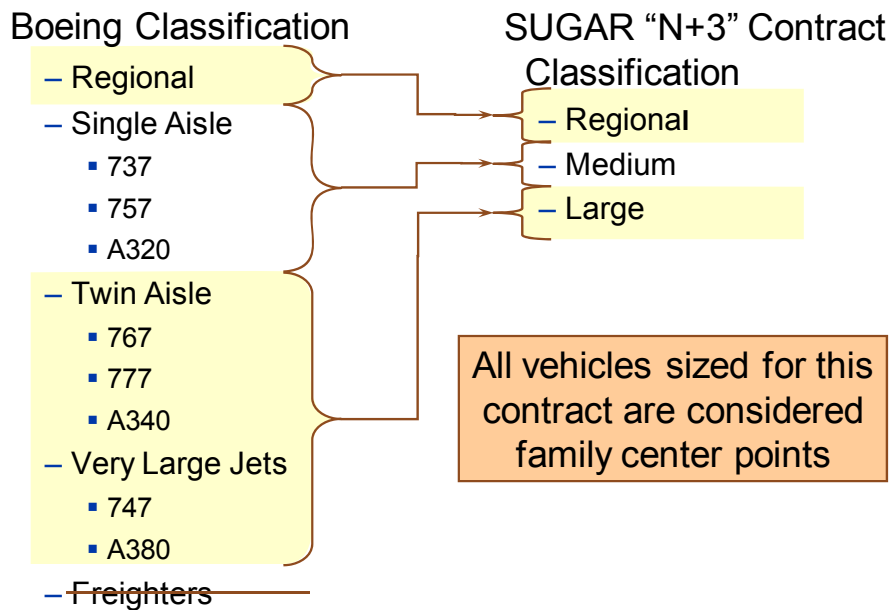 Boeing Classification
– Regional
– Single Aisle
▪ 737
▪ 757
▪ A320
– Twin Aisle
▪ 767
▪ 777
▪ A340
– Very Large Jets
▪ 747
▪ A380
– Freighters
SUGAR “N+3” Contract
Classification
– Regional
– Medium
– Large
All vehicles sized for this
contract are considered
family center points